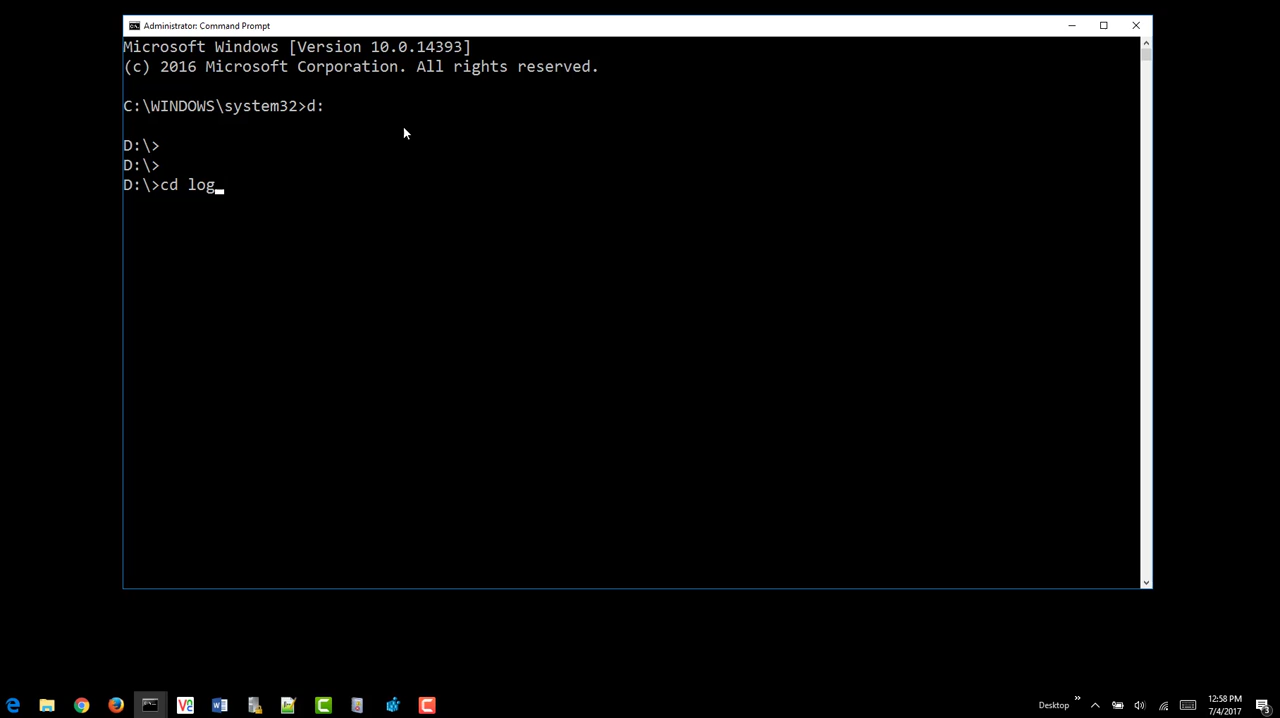 Administrator: Command Prompt
Microsoft Windows [Version 10.0.14393]
(c) 2016 Microsoft Corporation. All rights reserved.
C:\WINDOWS\system32>d:
D:\>
D:\>
D:\>cd log_
Desktop
12:58 PM
7/4/2017